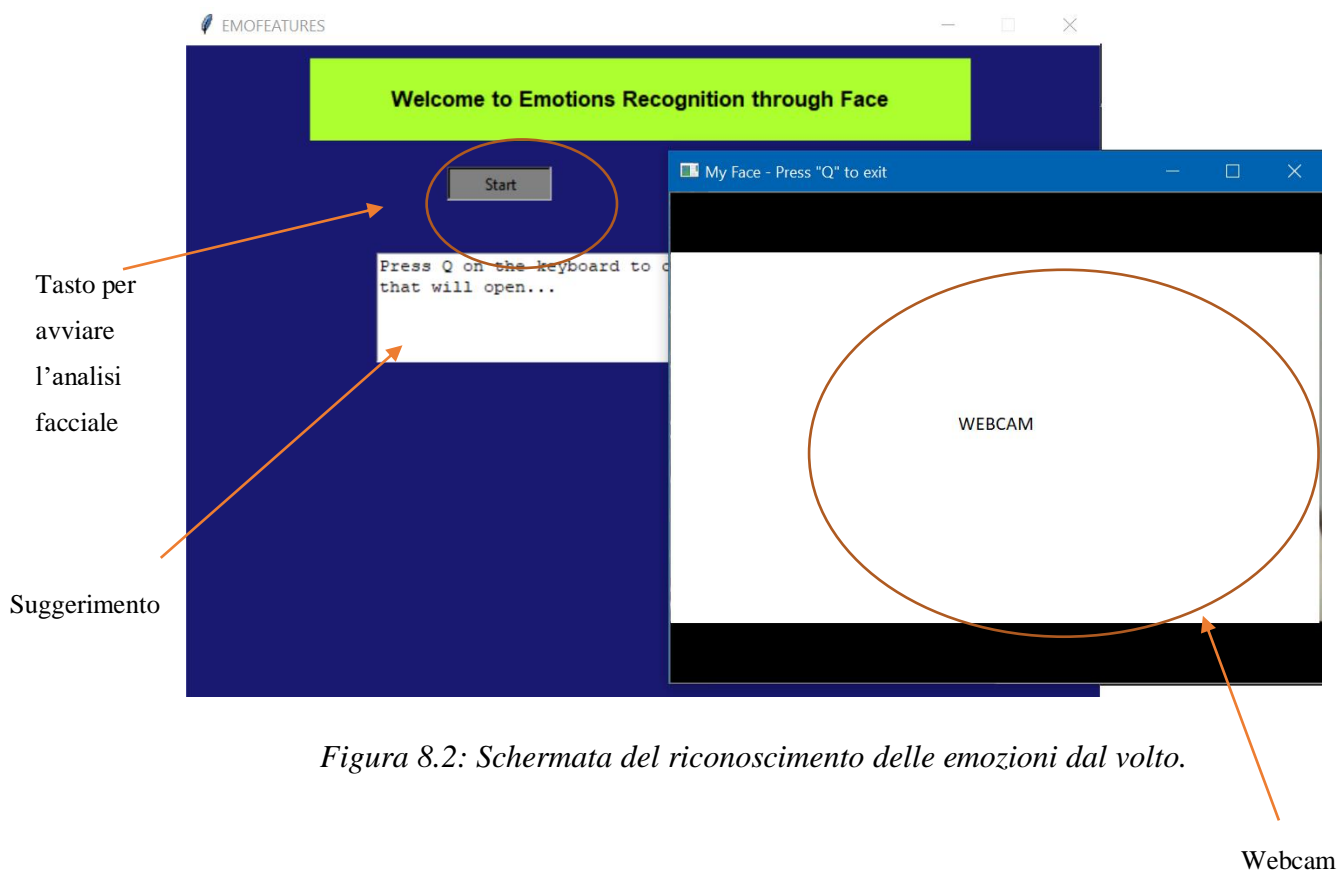 EMOFEATURES
Welcome to Emotions Recognition through Face
Start
My Face - Press "Q" to exit
Press Q on the keyboard to
that will open...
WEBCAM
Tasto per
avviare
l’analisi
facciale
Suggerimento
Figura 8.2: Schermata del riconoscimento delle emozioni dal volto.
Webcam